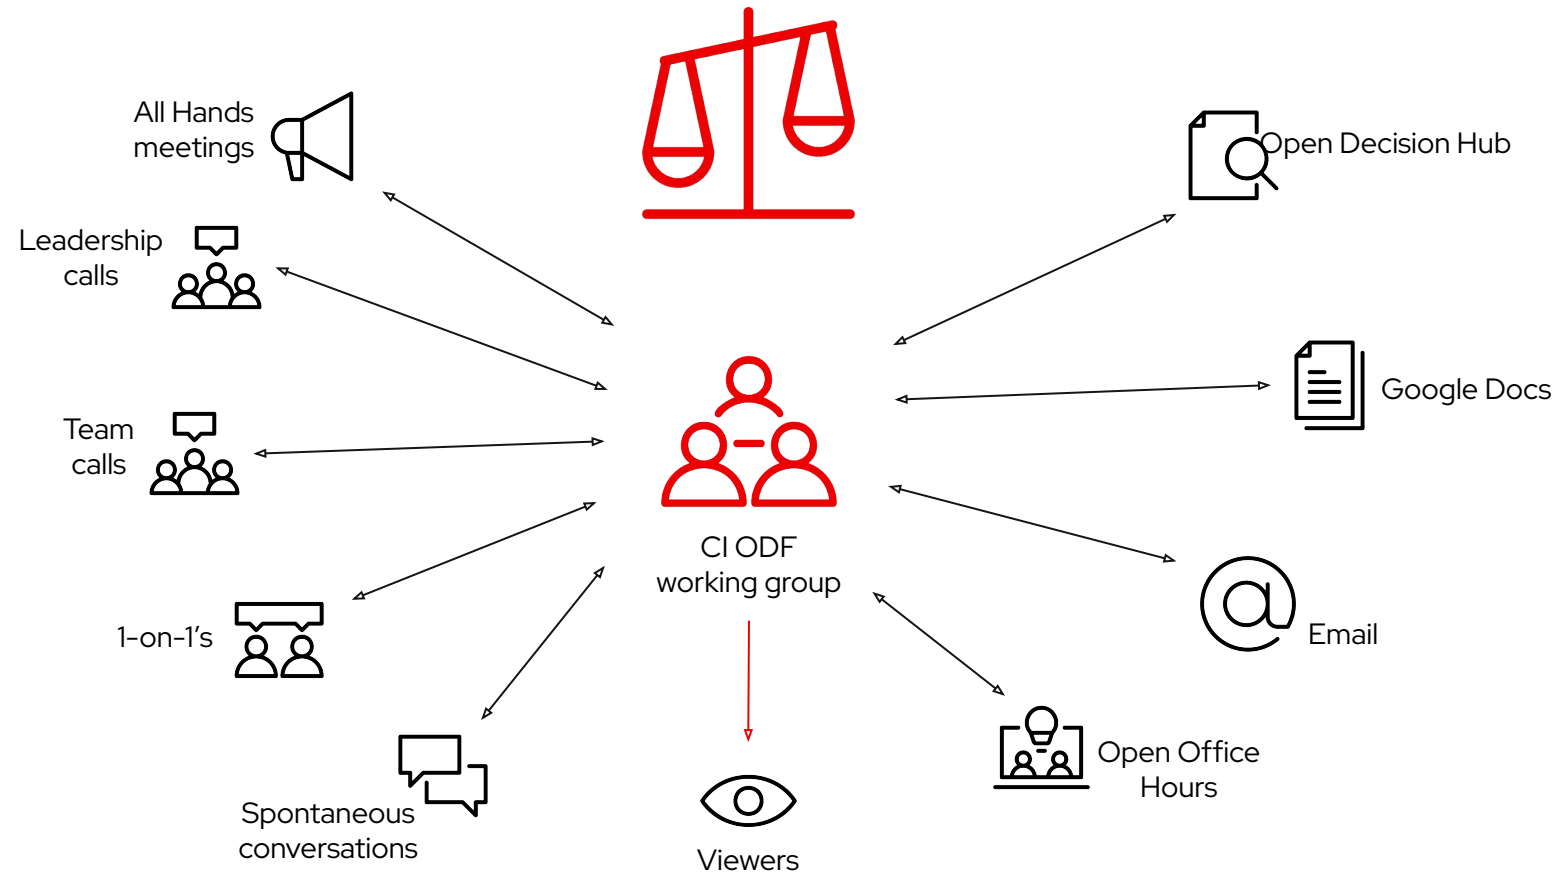 All Hands
meetings
Open Decision Hub
Leadership
calls
Google Docs
Team
calls
CI ODF
working group
1-on-1’s
Email
Open Office
Hours
Spontaneous
conversations
Viewers